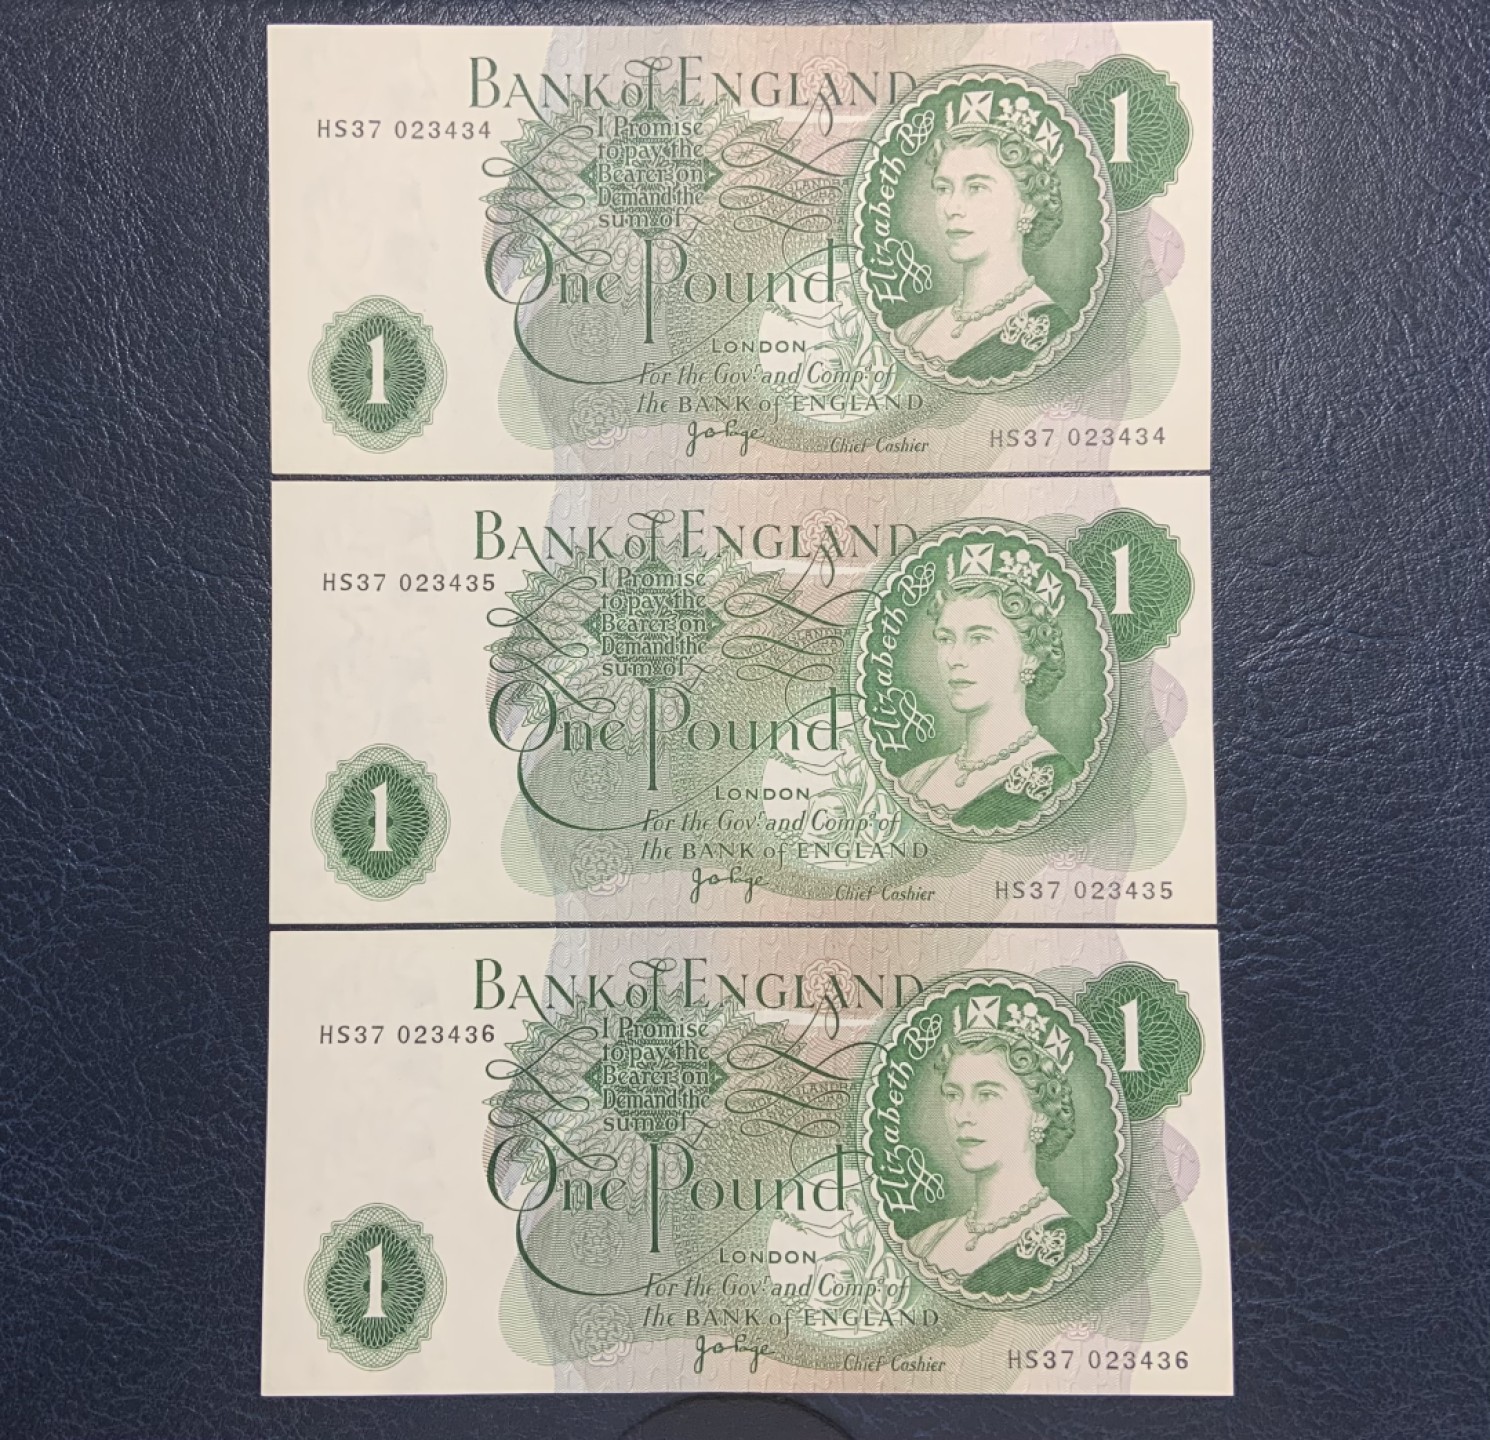 BANK of ENGLAND
1
HS37 023434
I Promise
to pay the
Bearer on
Demand the
sum of
Elizabeth R
One Pound
LONDON
For the Govr. and Compa. of
the BANK of ENGLAND
1
Chief Cashier
HS37 023434
BANK of ENGLAND
1
HS37 023435
I Promise
to pay the
Bearer on
Demand the
sum of
Elizabeth R
One Pound
LONDON
For the Govr. and Compa. of
the BANK of ENGLAND
1
Chief Cashier
HS37 023435
BANK of ENGLAND
1
HS37 023436
I Promise
to pay the
Bearer on
Demand the
sum of
Elizabeth R
One Pound
LONDON
For the Govr. and Compa. of
the BANK of ENGLAND
1
Chief Cashier
HS37 023436